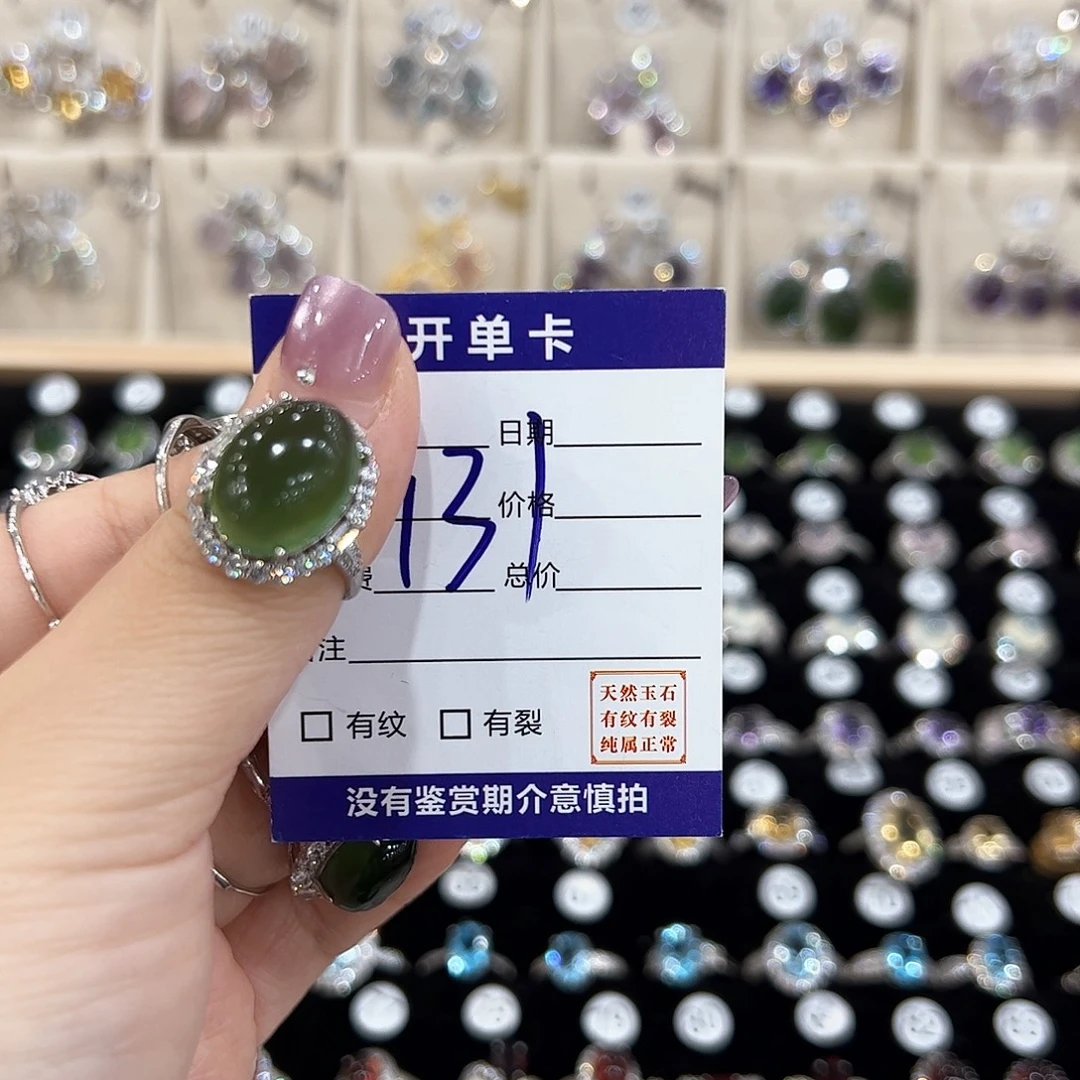 开单卡
日期
131
价格
费
总价
注
有纹 有裂
天然玉石
有纹有裂
纯属正常
没有鉴赏期介意慎拍